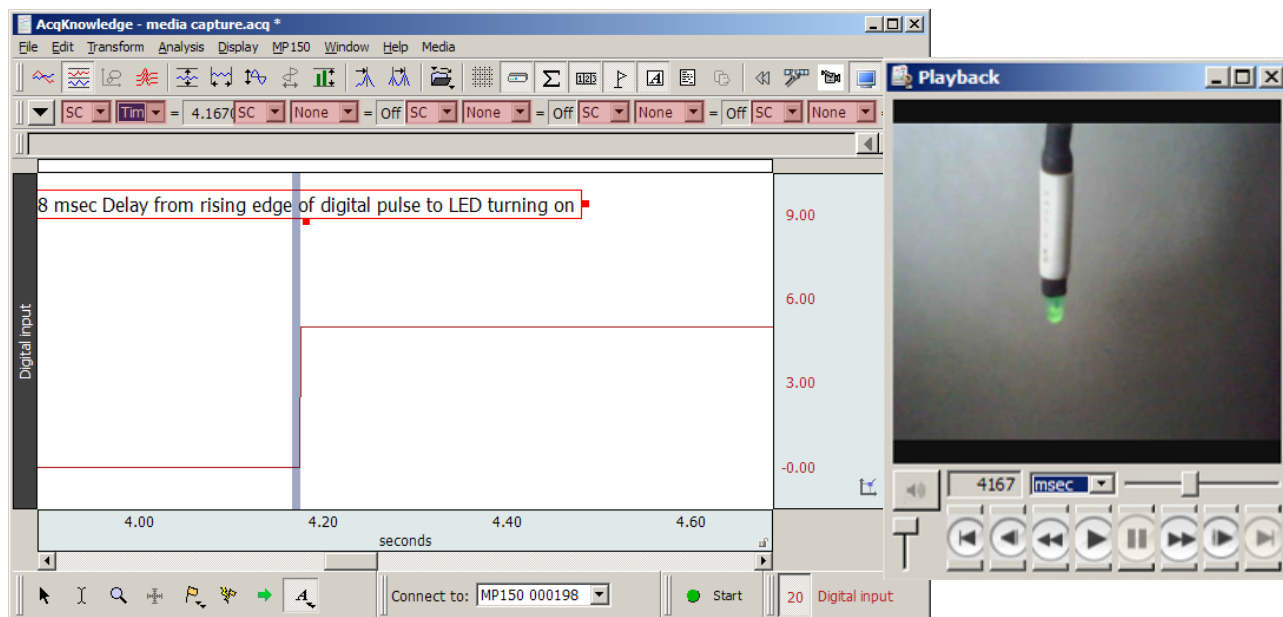 AcqKnowledge - media capture.acq *
File Edit Transform Analysis Display MP150 Window Help Media
SC Tim = 4.1670 SC None = Off SC None = Off SC None = Off SC None =
8 msec Delay from rising edge of digital pulse to LED turning on
Digital input
9.00
6.00
3.00
-0.00
4.00 4.20 4.40 4.60
seconds
Connect to: MP150 000198 Start 20 Digital input
Playback
4167 msec